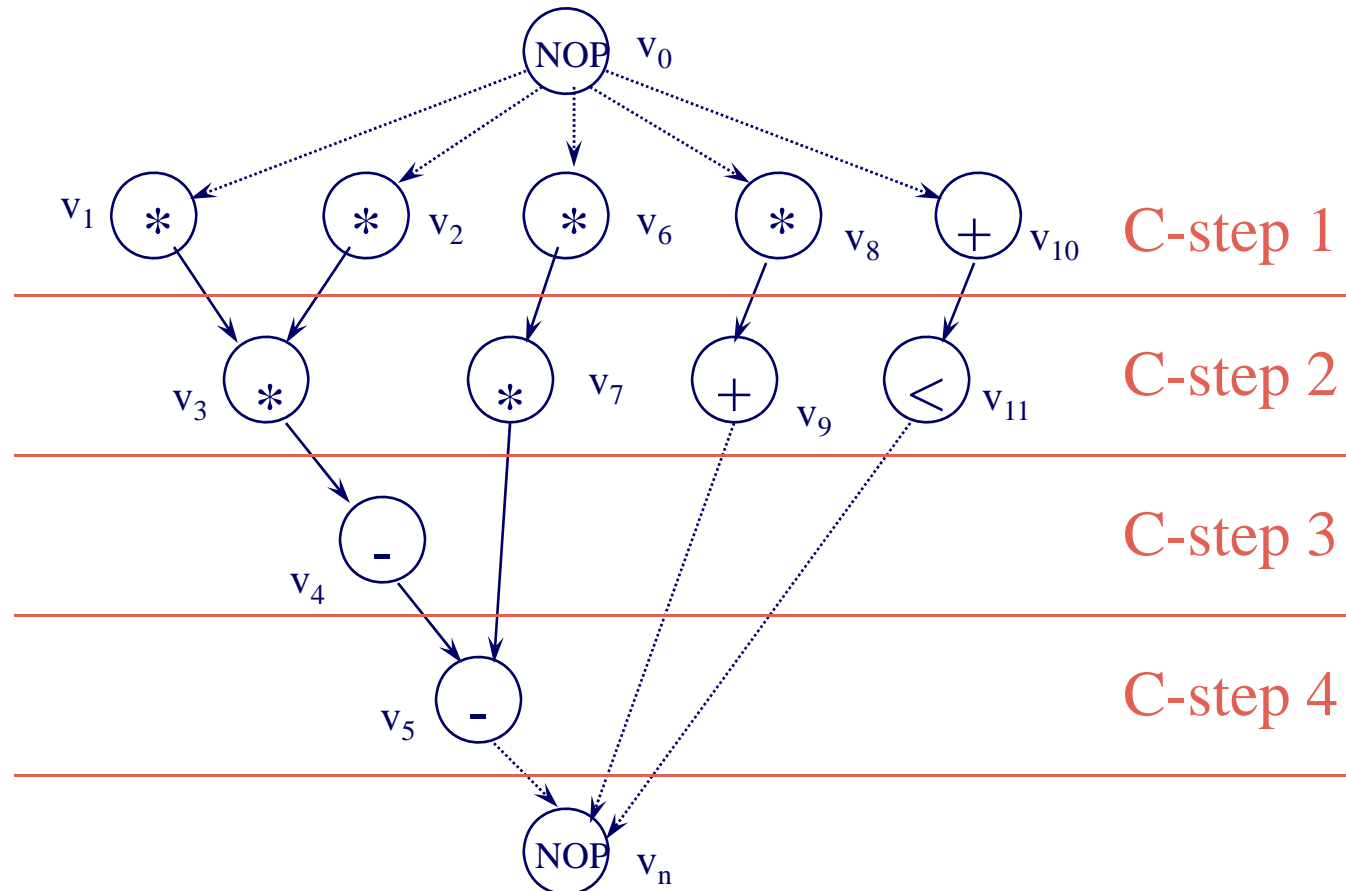 NOP v0
v1 * * v2 * v6 * v8 + v10 C-step 1
v3 * * v7 + v9 < v11 C-step 2
v4 - C-step 3
v5 - C-step 4
NOP vn